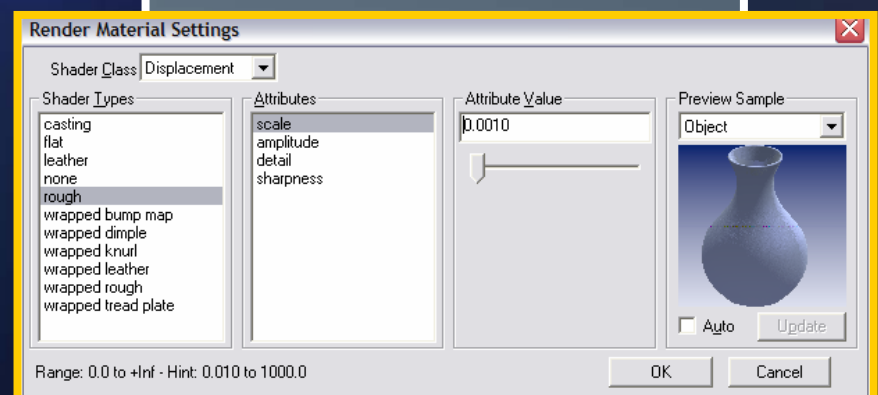 Render Material Settings
Shader Class Displacement
Shader Types
casting
flat
leather
none
rough
wrapped bump map
wrapped dimple
wrapped knurl
wrapped leather
wrapped rough
wrapped tread plate
Attributes
scale
amplitude
detail
sharpness
Attribute Value
0.0010
Preview Sample
Object
Auto
Update
Range: 0.0 to +Inf - Hint: 0.010 to 1000.0
OK
Cancel